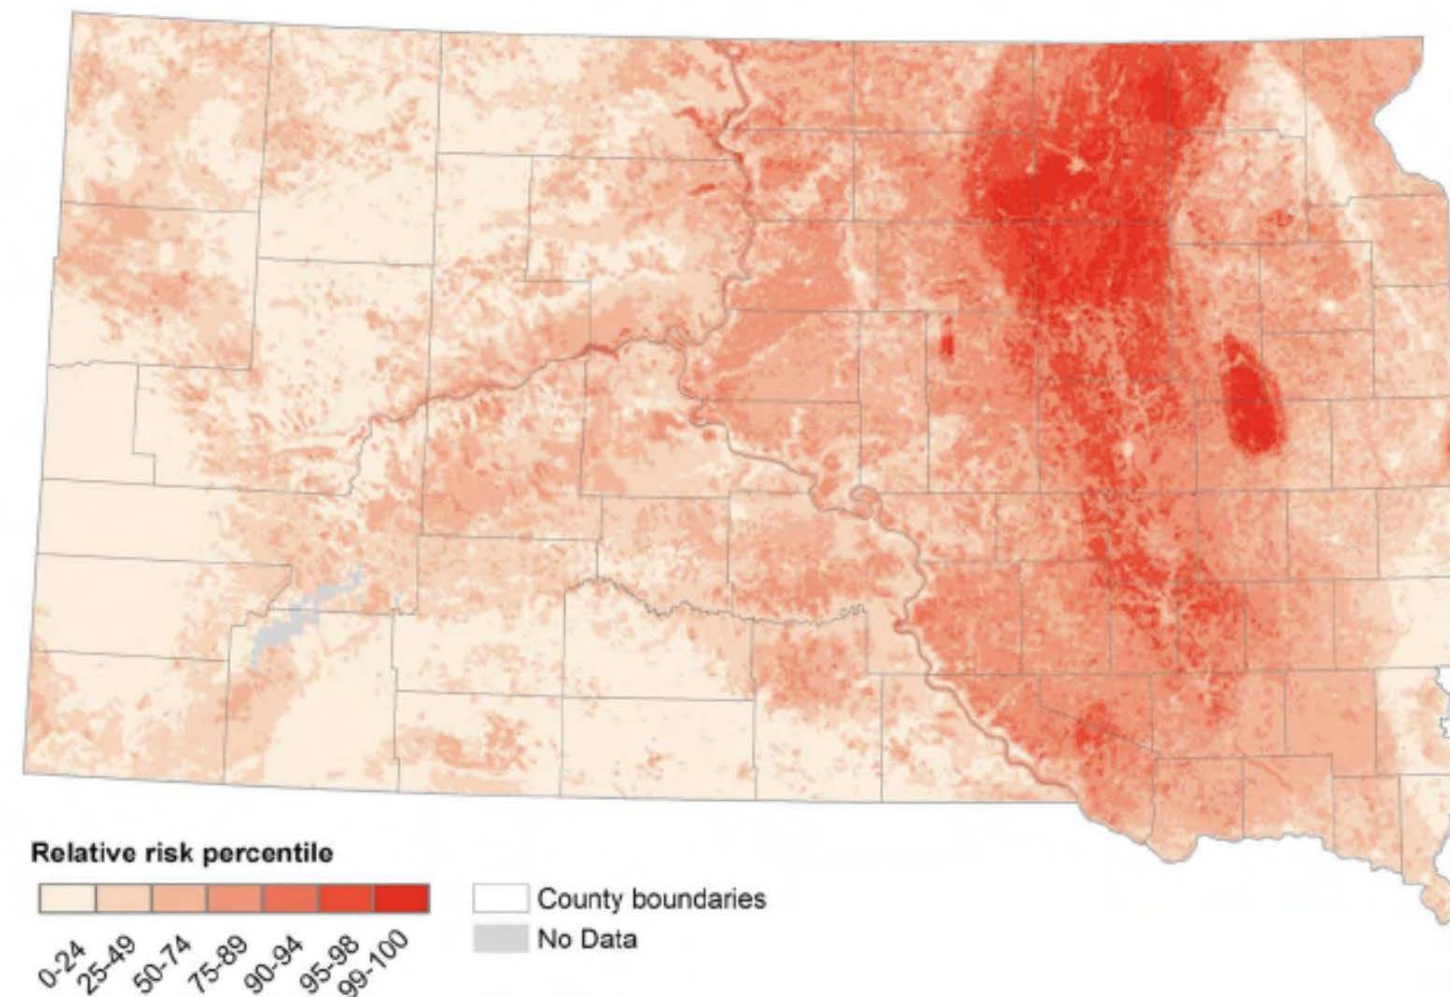 Relative risk percentile
0-24
25-49
50-74
75-89
90-94
95-98
99-100
County boundaries
No Data